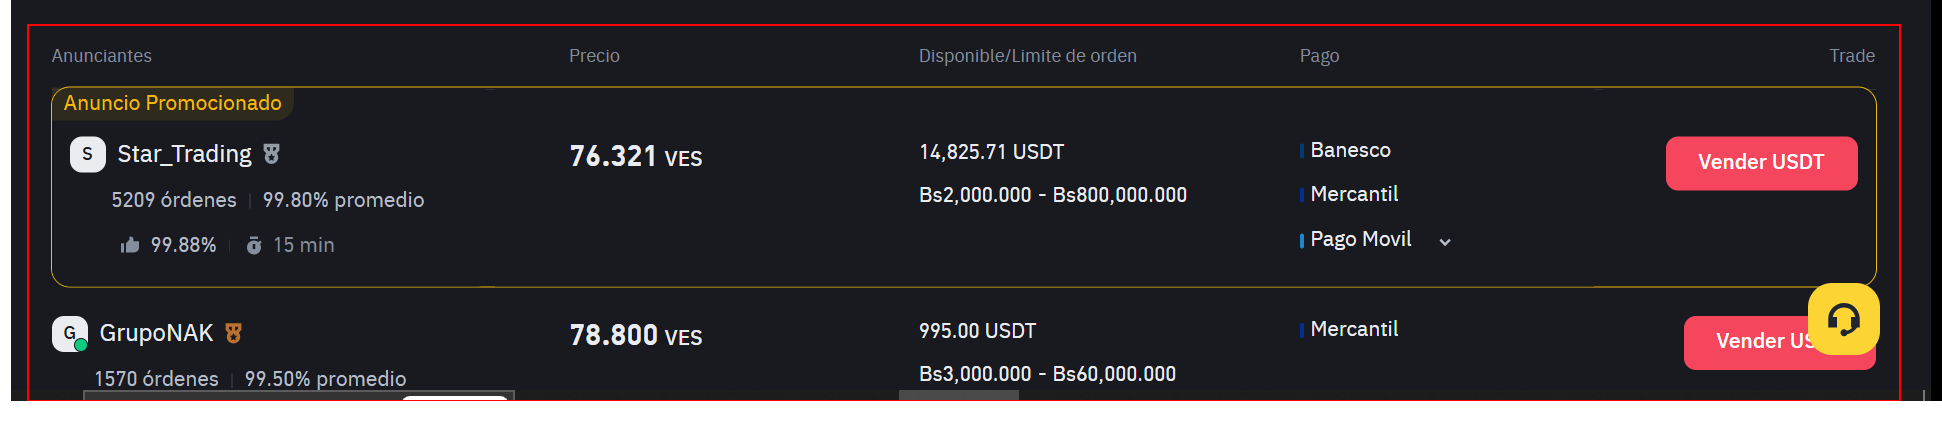 Anunciantes Precio Disponible/Limite de orden Pago Trade
Anuncio Promocionado
S Star_Trading 76.321 VES 14,825.71 USDT Banesco Vender USDT
5209 órdenes 99.80% promedio Bs2,000.000 - Bs800,000.000 Mercantil
99.88% 15 min Pago Movil
G GrupoNAK 78.800 VES 995.00 USDT Mercantil Vender
1570 órdenes 99.50% promedio Bs3,000.000 - Bs60,000.000